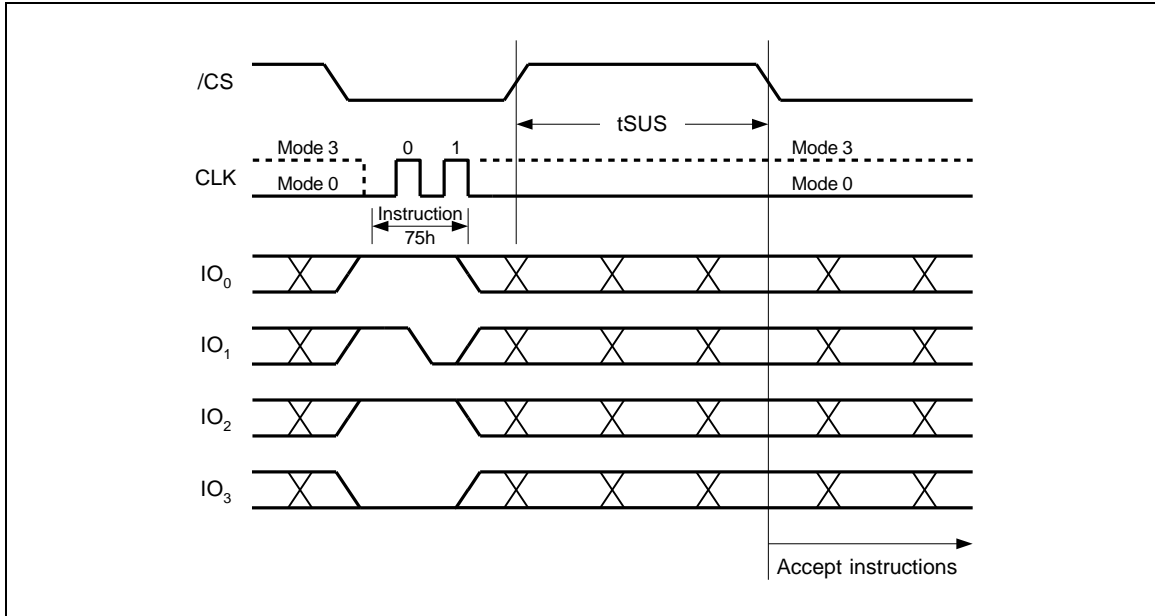 /CS
tSUS
Mode 3 0 1 Mode 3
CLK
Mode 0 Mode 0
Instruction
75h
IO0
IO1
IO2
IO3
Accept instructions